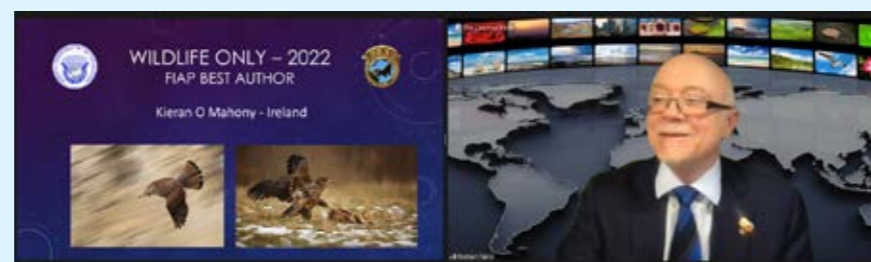 WILDLIFE ONLY – 2022
FIAP BEST AUTHOR
Kieran O Mahony - Ireland